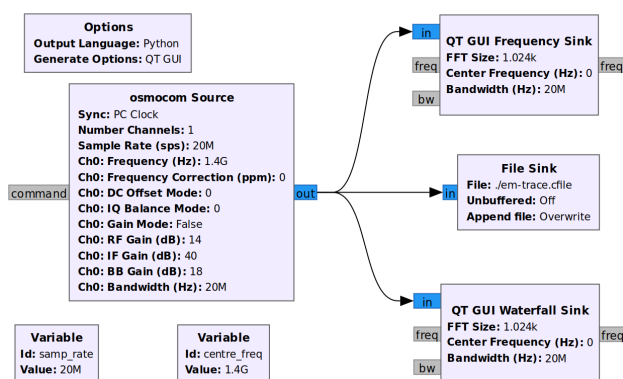 Options
Output Language: Python
Generate Options: QT GUI
osmocom Source
Sync: PC Clock
Number Channels: 1
Sample Rate (sps): 20M
Ch0: Frequency (Hz): 1.4G
Ch0: Frequency Correction (ppm): 0
Ch0: DC Offset Mode: 0
Ch0: IQ Balance Mode: 0
Ch0: Gain Mode: False
Ch0: RF Gain (dB): 14
Ch0: IF Gain (dB): 40
Ch0: BB Gain (dB): 18
Ch0: Bandwidth (Hz): 20M
command
out
Variable
Id: samp_rate
Value: 20M
Variable
Id: centre_freq
Value: 1.4G
in
freq
bw
QT GUI Frequency Sink
FFT Size: 1.024k
Center Frequency (Hz): 0
Bandwidth (Hz): 20M
freq
in
File Sink
File: ./em-trace.cfile
Unbuffered: Off
Append file: Overwrite
in
freq
bw
QT GUI Waterfall Sink
FFT Size: 1.024k
Center Frequency (Hz): 0
Bandwidth (Hz): 20M
freq